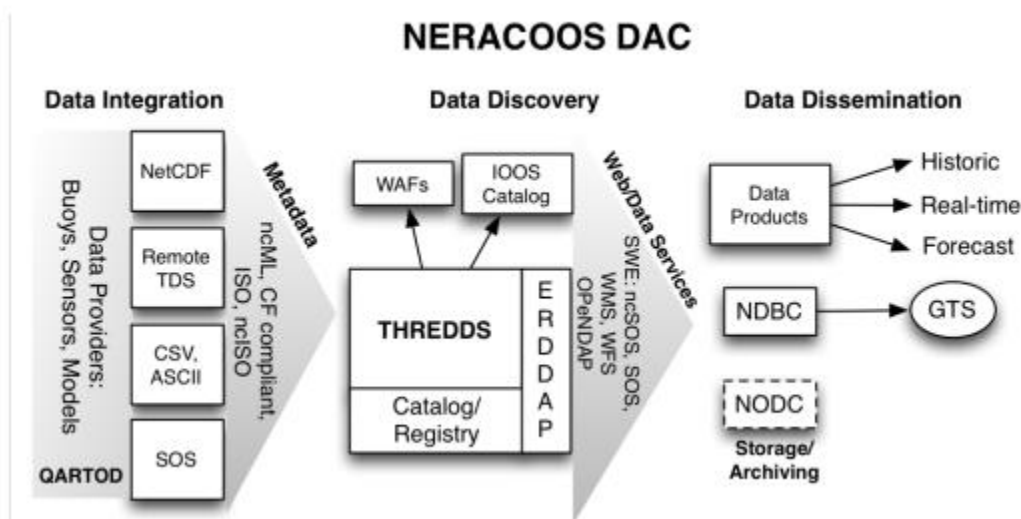 NERACOOS DAC
Data Integration
Data Providers:
Buoys, Sensors, Models
QARTOD
NetCDF
Remote
TDS
CSV,
ASCII
SOS
Metadata
ncML, CF compliant,
ISO, ncISO
Data Discovery
WAFs
IOOS
Catalog
THREDDS
Catalog/
Registry
ERDDAP
Web/Data Services
SWE: ncSOS, SOS,
WMS, WFS
OPeNDAP
Data Dissemination
Data
Products
Historic
Real-time
Forecast
NDBC
GTS
NODC
Storage/
Archiving